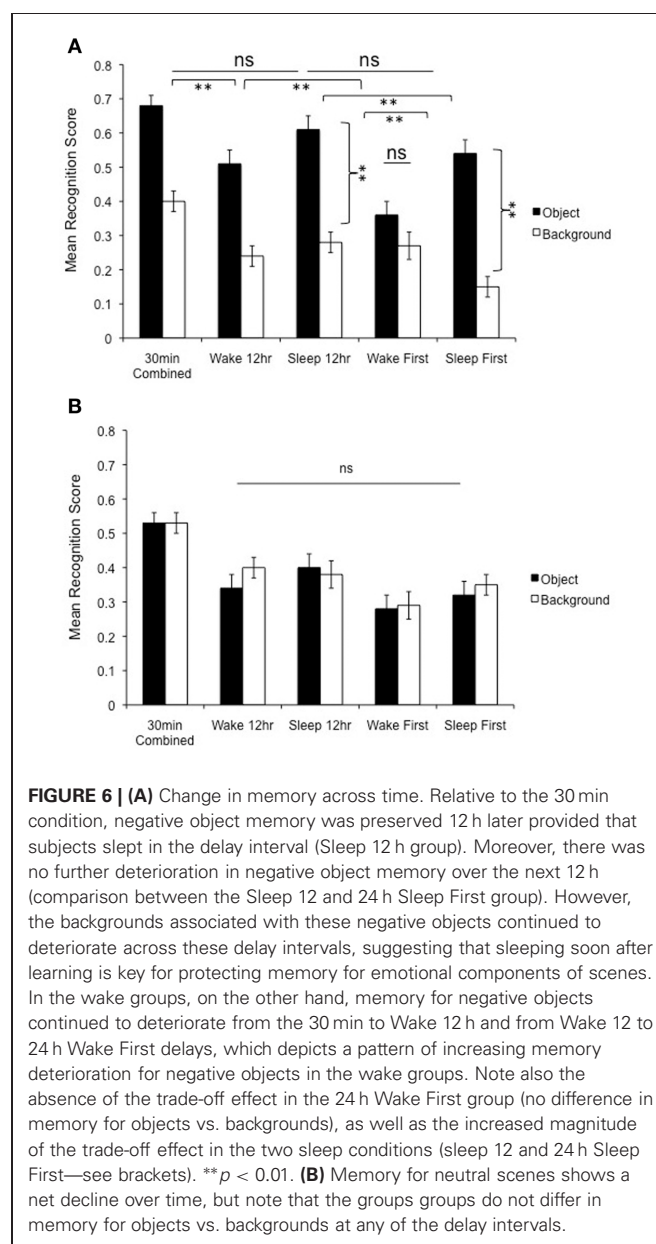 A
ns ns
** ** **
**
ns
**
**
0.8
0.7
0.6
0.5
0.4
0.3
0.2
0.1
0
Mean Recognition Score
Object
Background
30min Wake 12hr Sleep 12hr Wake First Sleep First
Combined
B
ns
0.8
0.7
0.6
0.5
0.4
0.3
0.2
0.1
0
Mean Recognition Score
Object
Background
30min Wake 12hr Sleep 12hr Wake First Sleep First
Combined
FIGURE 6 | (A) Change in memory across time. Relative to the 30 min
condition, negative object memory was preserved 12 h later provided that
subjects slept in the delay interval (Sleep 12 h group). Moreover, there was
no further deterioration in negative object memory over the next 12 h
(comparison between the Sleep 12 and 24 h Sleep First group). However,
the backgrounds associated with these negative objects continued to
deteriorate across these delay intervals, suggesting that sleeping soon after
learning is key for protecting memory for emotional components of scenes.
In the wake groups, on the other hand, memory for negative objects
continued to deteriorate from the 30 min to Wake 12 h and from Wake 12 to
24 h Wake First delays, which depicts a pattern of increasing memory
deterioration for negative objects in the wake groups. Note also the
absence of the trade-off effect in the 24 h Wake First group (no difference in
memory for objects vs. backgrounds), as well as the increased magnitude
of the trade-off effect in the two sleep conditions (sleep 12 and 24 h Sleep
First—see brackets). **p < 0.01. (B) Memory for neutral scenes shows a
net decline over time, but note that the groups groups do not differ in
memory for objects vs. backgrounds at any of the delay intervals.